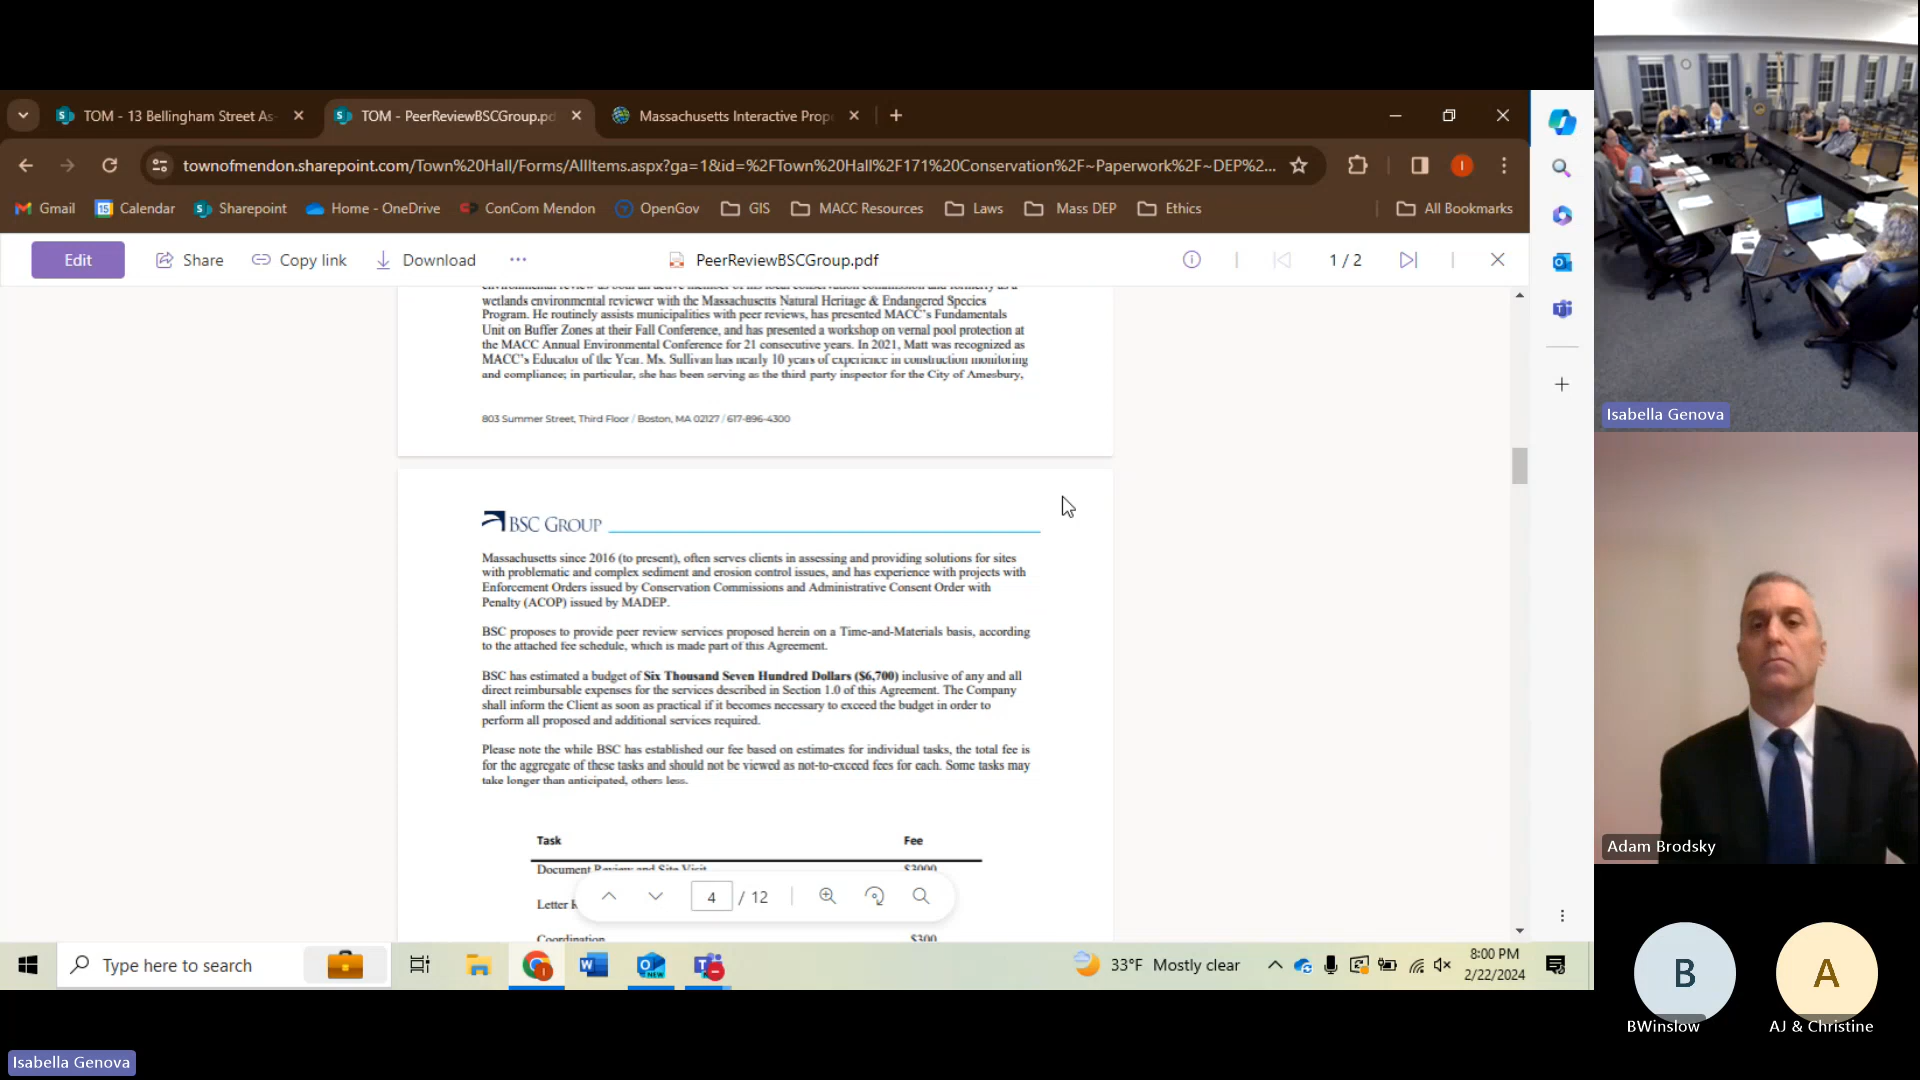 TOM - 13 Bellingham Street As
TOM - PeerReviewBSCGroup.pd
Massachusetts Interactive Prop
townofmendon.sharepoint.com/Town%20Hall/Forms/AllItems.aspx?ga=1&id=%2FTown%20Hall%2F171%20Conservation%2F~Paperwork%2F~DEP%2...
I
Gmail
Calendar
Sharepoint
Home - OneDrive
ConCom Mendon
OpenGov
GIS
MACC Resources
Laws
Mass DEP
Ethics
All Bookmarks
Edit
Share
Copy link
Download
PeerReviewBSCGroup.pdf
1 / 2
wetlands environmental reviewer with the Massachusetts Natural Heritage & Endangered Species
Program. He routinely assists municipalities with peer reviews, has presented MACC's Fundamentals
Unit on Buffer Zones at their Fall Conference, and has presented a workshop on vernal pool protection at
the MACC Annual Environmental Conference for 21 consecutive years. In 2021, Matt was recognized as
MACC's Educator of the Year. Ms. Sullivan has nearly 10 years of experience in construction monitoring
and compliance; in particular, she has been serving as the third party inspector for the City of Amesbury,
803 Summer Street, Third Floor / Boston, MA 02127 / 617-896-4300
BSC GROUP
Massachusetts since 2016 (to present), often serves clients in assessing and providing solutions for sites
with problematic and complex sediment and erosion control issues, and has experience with projects with
Enforcement Orders issued by Conservation Commissions and Administrative Consent Order with
Penalty (ACOP) issued by MADEP.
BSC proposes to provide peer review services proposed herein on a Time-and-Materials basis, according
to the attached fee schedule, which is made part of this Agreement.
BSC has estimated a budget of Six Thousand Seven Hundred Dollars ($6,700) inclusive of any and all
direct reimbursable expenses for the services described in Section 1.0 of this Agreement. The Company
shall inform the Client as soon as practical if it becomes necessary to exceed the budget in order to
perform all proposed and additional services required.
Please note the while BSC has established our fee based on estimates for individual tasks, the total fee is
for the aggregate of these tasks and should not be viewed as not-to-exceed fees for each. Some tasks may
take longer than anticipated, others less.
Task Fee
Document Review and Site Visit $3000
Letter
Coordination $300
4 / 12
Type here to search
33°F Mostly clear
8:00 PM
2/22/2024
Isabella Genova
Isabella Genova
Adam Brodsky
B
A
BWinslow
AJ & Christine